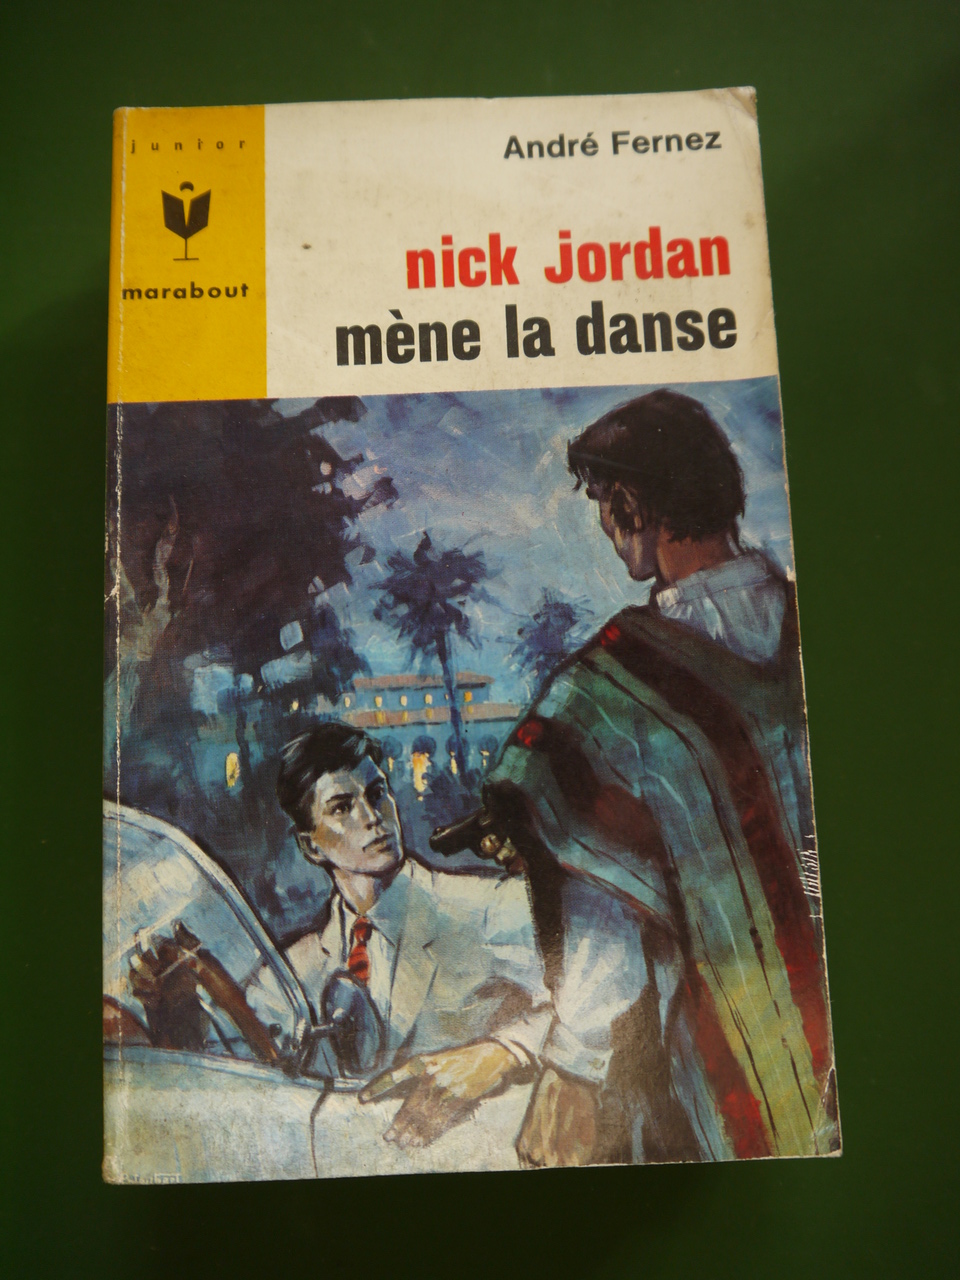 junior
marabout
André Fernez
nick jordan
mène la danse